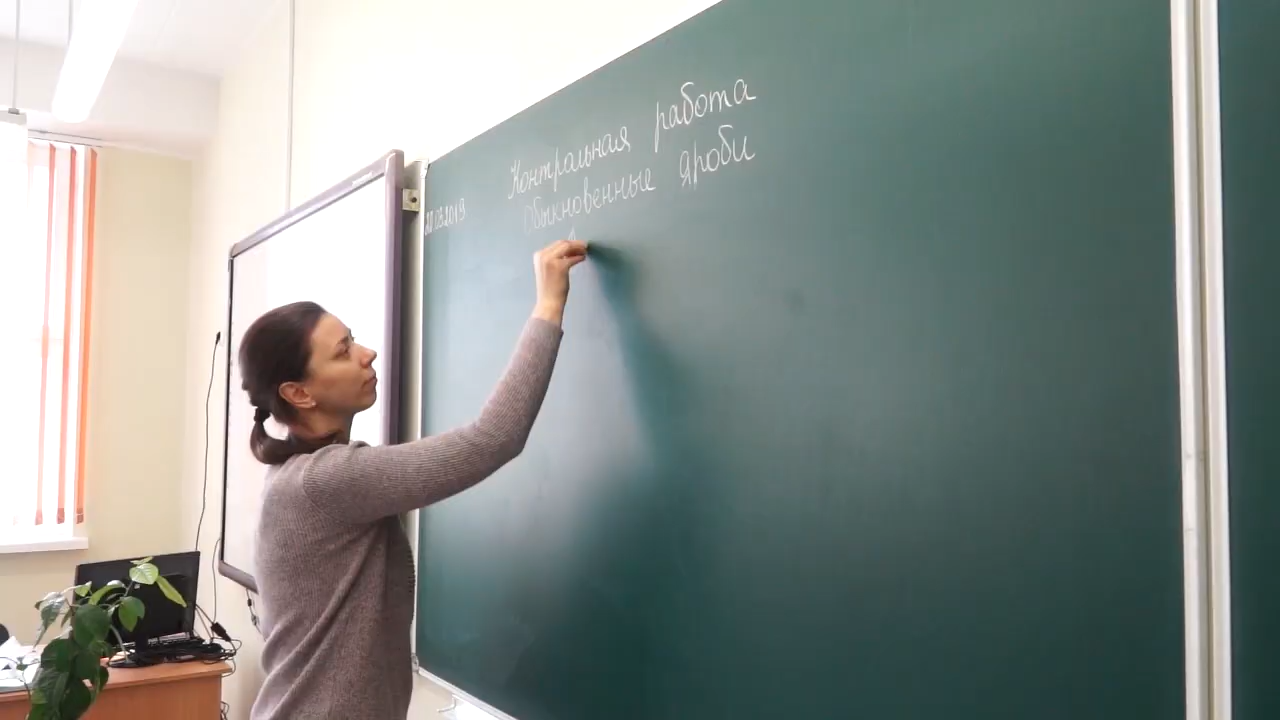 Контрольная работа
Обыкновенные дроби